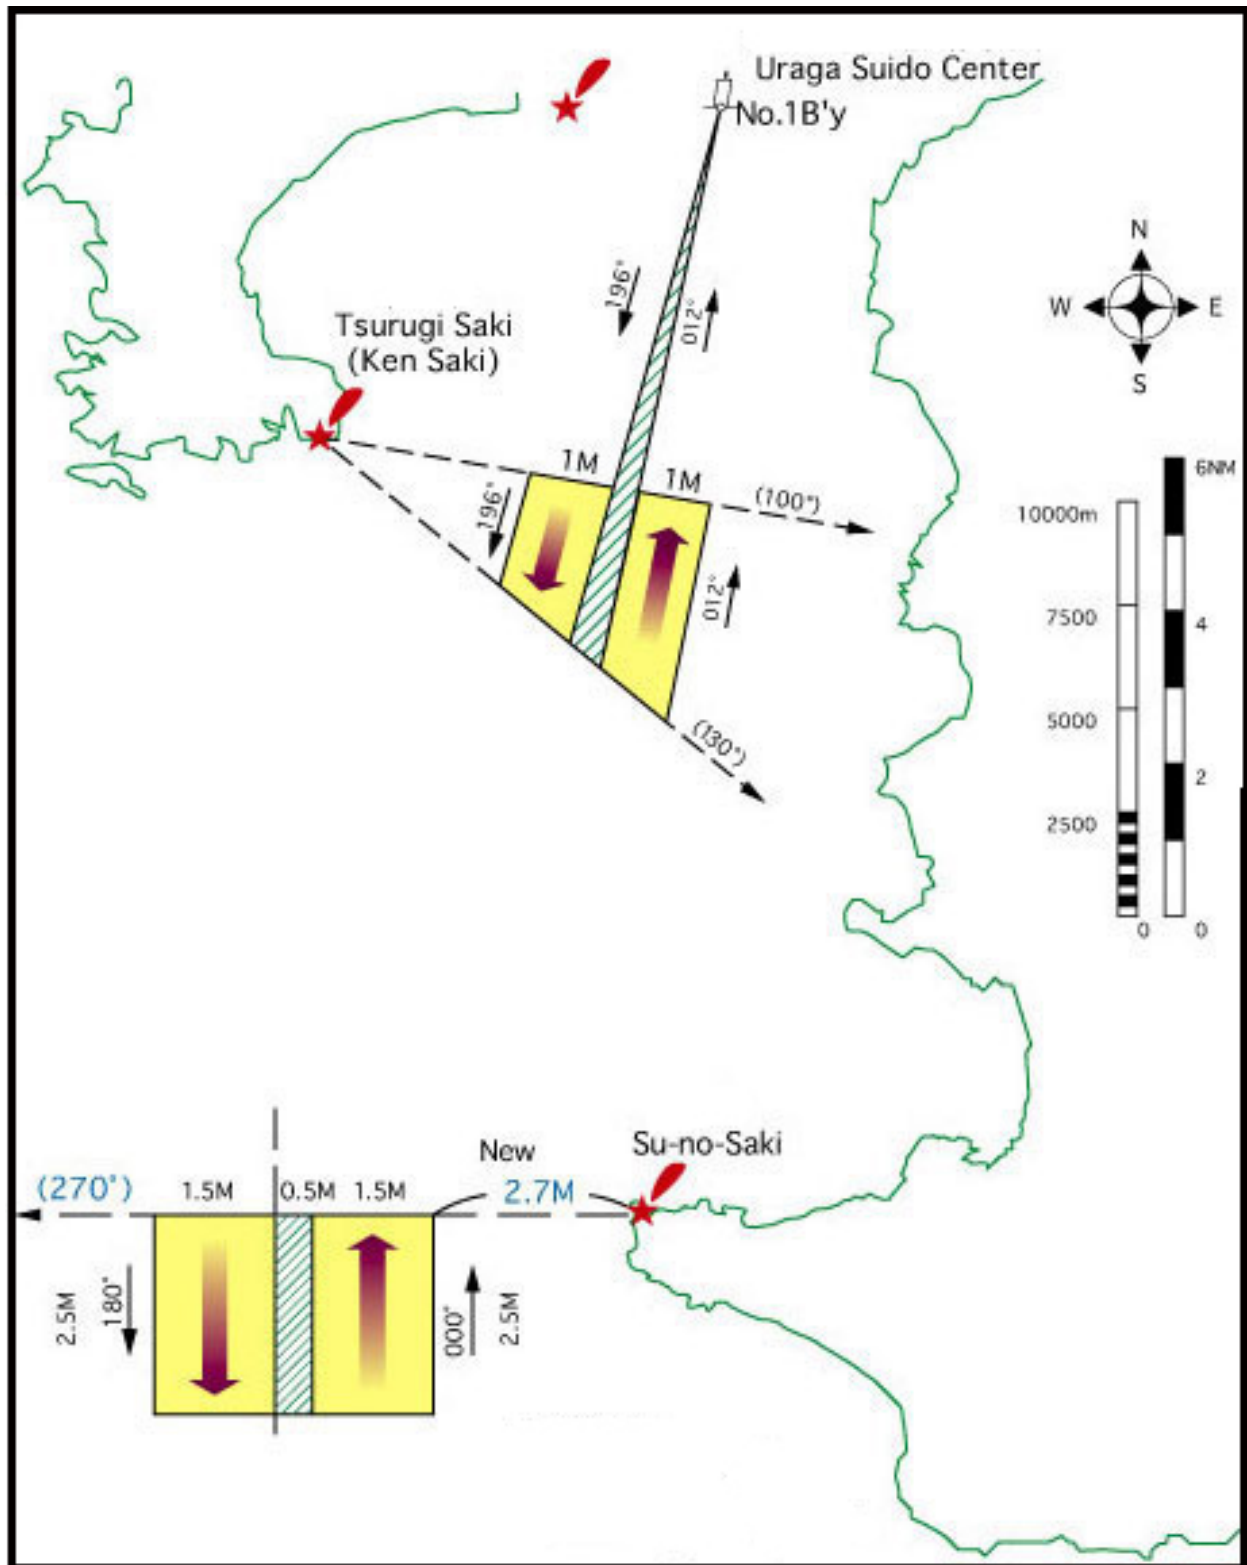 Uraga Suido Center
No.1B'y
N
W E
S
196°
012°
Tsurugi Saki
(Ken Saki)
1M
1M
(100°)
196°
012°
(130°)
6NM
10000m
7500
4
5000
2
2500
0
0
New
Su-no-Saki
(270°)
1.5M
0.5M
1.5M
2.7M
2.5M
180°
000°
2.5M